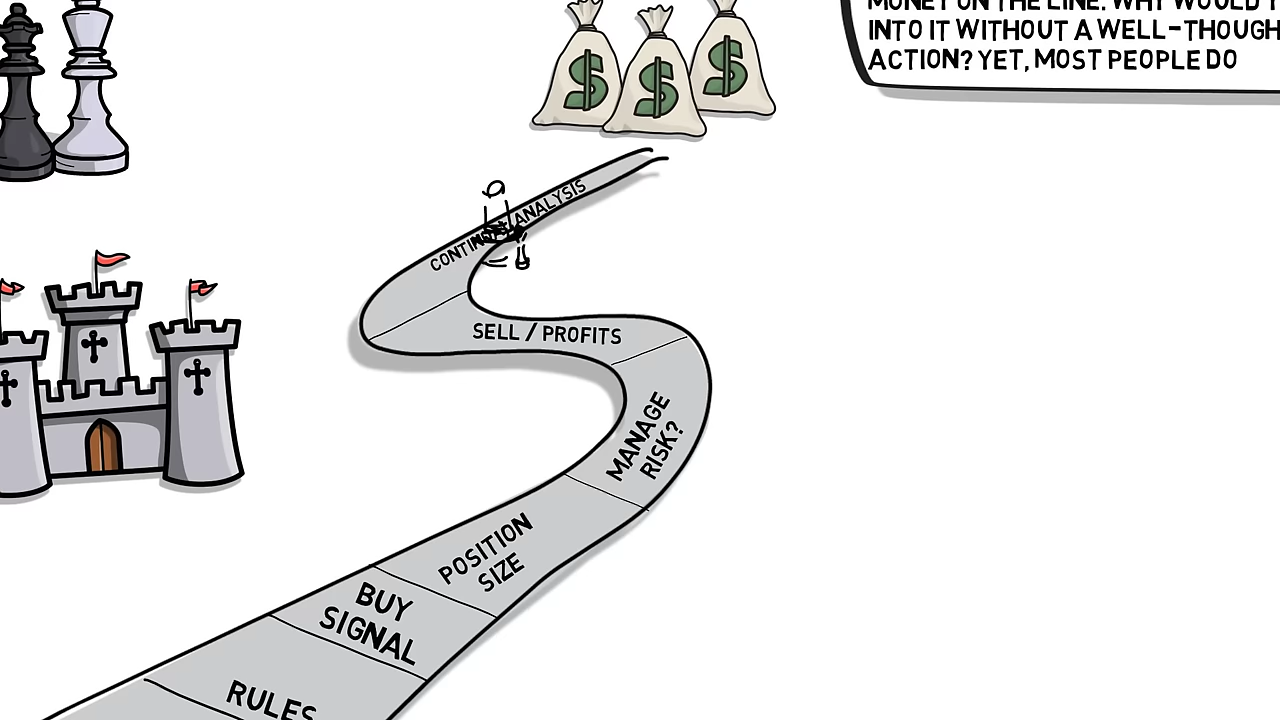 MONEY ON THE LINE. WHY WOULD
INTO IT WITHOUT A WELL-THOUGH
ACTION? YET, MOST PEOPLE DO
$ $ $
ANALYSIS
SELL / PROFITS
MANAGE
RISK?
POSITION
SIZE
BUY
SIGNAL
RULES